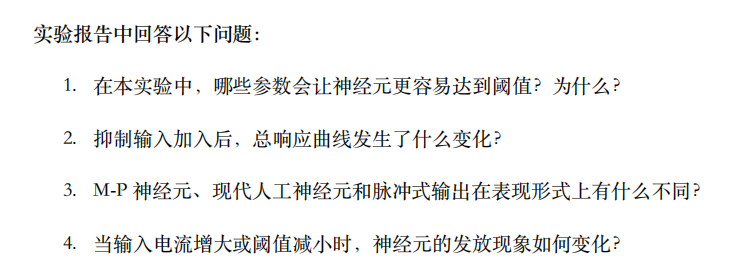 实验报告中回答以下问题：
1. 在本实验中，哪些参数会让神经元更容易达到阈值？为什么？
2. 抑制输入加入后，总响应曲线发生了什么变化？
3. M-P 神经元、现代人工神经元和脉冲式输出在表现形式上有什么不同？
4. 当输入电流增大或阈值减小时，神经元的发放现象如何变化？